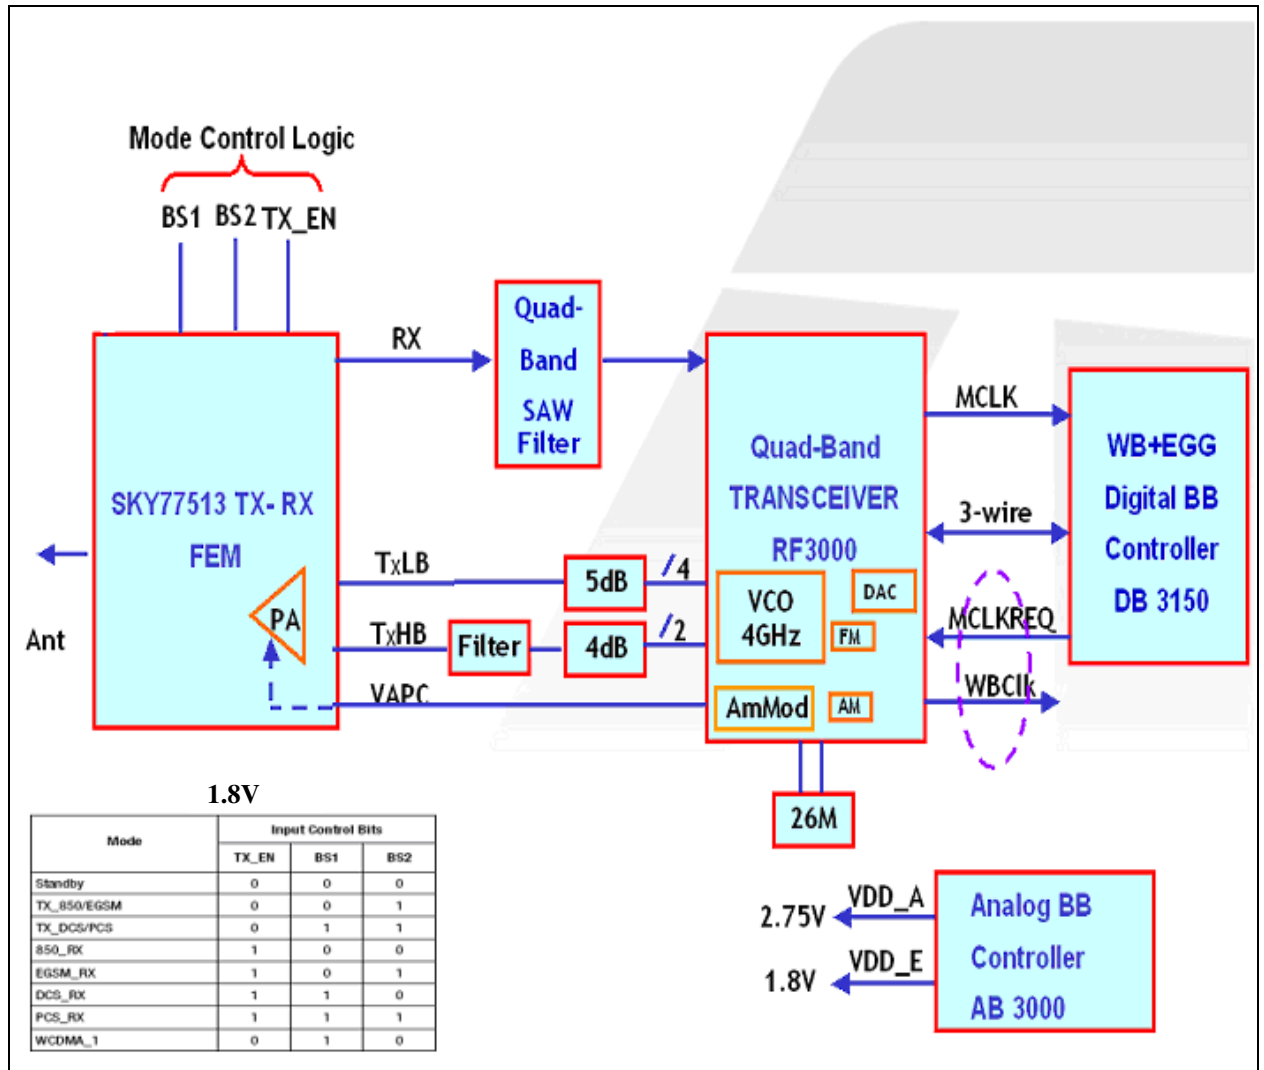 Mode Control Logic
BS1 BS2 TX_EN
RX
Quad-
Band
SAW
Filter
SKY77513 TX- RX
FEM
PA
Ant
TxLB
5dB
/4
TxHB
Filter
4dB
/2
VAPC
Quad-Band
TRANSCEIVER
RF3000
VCO
4GHz
DAC
FM
AmMod
AM
26M
MCLK
3-wire
MCLKREQ
WBClk
WB+EGG
Digital BB
Controller
DB 3150
1.8V
Mode Input Control Bits
TX_EN BS1 BS2
Standby 0 0 0
TX_850/EGSM 0 0 1
TX_DCS/PCS 0 1 1
850_RX 1 0 0
EGSM_RX 1 0 1
DCS_RX 1 1 0
PCS_RX 1 1 1
WCDMA_1 0 1 0
2.75V VDD_A
1.8V VDD_E
Analog BB
Controller
AB 3000